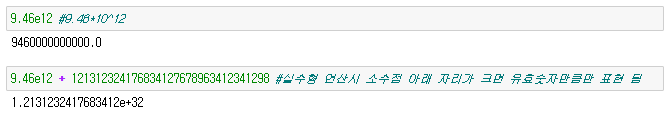 9.46e12 #9.46*10^12
9460000000000.0
9.46e12 + 121312324176834127678963412341298 #실수형 연산시 소수점 아래 자리가 크면 유효숫자만큼만 표현 됨
1.2131232417683412e+32